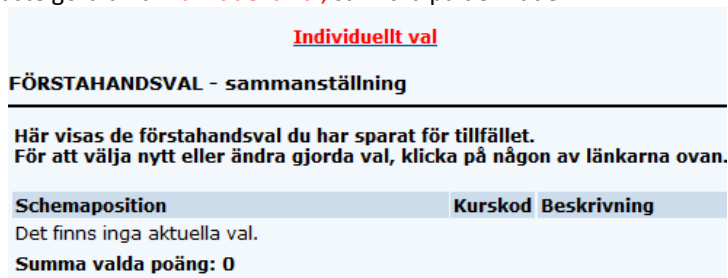 Individuellt val
FÖRSTAHANDSVAL - sammanställning
Här visas de förstahandsval du har sparat för tillfället.
För att välja nytt eller ändra gjorda val, klicka på någon av länkarna ovan.
Schemaposition Kurskod Beskrivning
Det finns inga aktuella val.
Summa valda poäng: 0